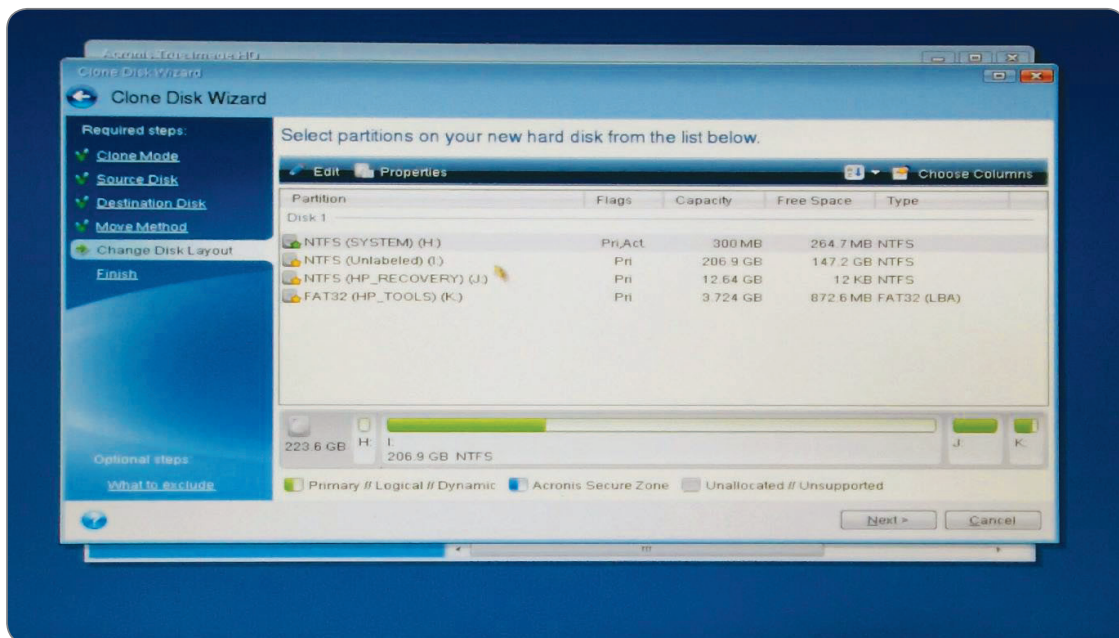 Acronis True Image HD
Clone Disk Wizard
Clone Disk Wizard
Required steps:
Clone Mode
Source Disk
Destination Disk
Move Method
Change Disk Layout
Finish
Optional steps:
What to exclude
Select partitions on your new hard disk from the list below.
Edit Properties Choose Columns
Partition Flags Capacity Free Space Type
Disk 1
NTFS (SYSTEM) (H:) Pri,Act. 300 MB 264.7 MB NTFS
NTFS (Unlabeled) (I:) Pri 206.9 GB 147.2 GB NTFS
NTFS (HP_RECOVERY) (J:) Pri 12.64 GB 12 KB NTFS
FAT32 (HP_TOOLS) (K:) Pri 3.724 GB 872.6 MB FAT32 (LBA)
223.6 GB H: I: J: K:
206.9 GB NTFS
Primary // Logical // Dynamic Acronis Secure Zone Unallocated // Unsupported
Next > Cancel